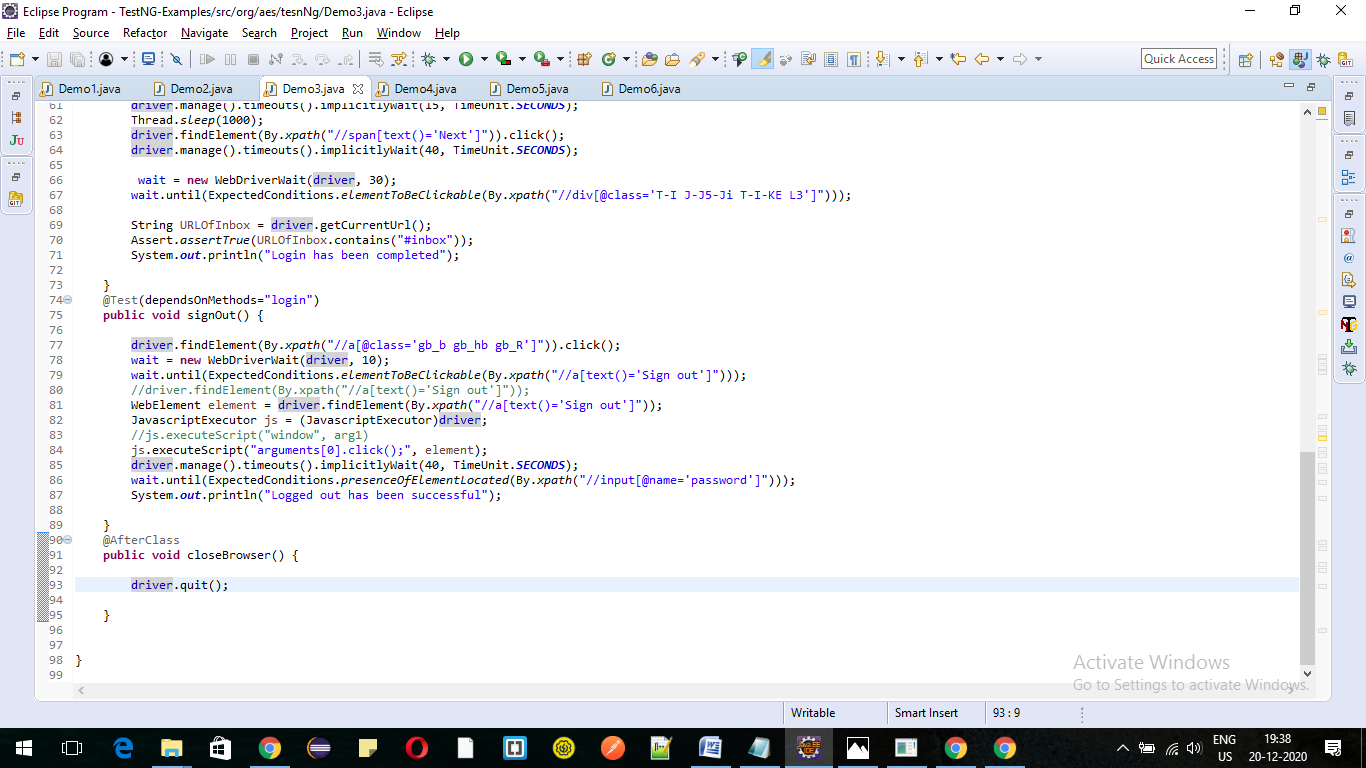 Eclipse Program - TestNG-Examples/src/org/aes/tesnNg/Demo3.java - Eclipse
File Edit Source Refactor Navigate Search Project Run Window Help
Quick Access
Demo1.java Demo2.java Demo3.java Demo4.java Demo5.java Demo6.java
61 driver.manage().timeouts().implicitlyWait(15, TimeUnit.SECONDS);
62 Thread.sleep(1000);
63 driver.findElement(By.xpath("//span[text()='Next']")).click();
64 driver.manage().timeouts().implicitlyWait(40, TimeUnit.SECONDS);
65
66 wait = new WebDriverWait(driver, 30);
67 wait.until(ExpectedConditions.elementToBeClickable(By.xpath("//div[@class='T-I J-J5-Ji T-I-KE L3']")));
68
69 String URLOfInbox = driver.getCurrentUrl();
70 Assert.assertTrue(URLOfInbox.contains("#inbox"));
71 System.out.println("Login has been completed");
72
73 }
74 @Test(dependsOnMethods="login")
75 public void signOut() {
76
77 driver.findElement(By.xpath("//a[@class='gb_b gb_hb gb_R']")).click();
78 wait = new WebDriverWait(driver, 10);
79 wait.until(ExpectedConditions.elementToBeClickable(By.xpath("//a[text()='Sign out']")));
80 //driver.findElement(By.xpath("//a[text()='Sign out']"));
81 WebElement element = driver.findElement(By.xpath("//a[text()='Sign out']"));
82 JavascriptExecutor js = (JavascriptExecutor)driver;
83 //js.executeScript("window", arg1)
84 js.executeScript("arguments[0].click();", element);
85 driver.manage().timeouts().implicitlyWait(40, TimeUnit.SECONDS);
86 wait.until(ExpectedConditions.presenceOfElementLocated(By.xpath("//input[@name='password']")));
87 System.out.println("Logged out has been successful");
88
89 }
90 @AfterClass
91 public void closeBrowser() {
92
93 driver.quit();
94
95 }
96
97
98 }
99
Activate Windows
Go to Settings to activate Windows.
Writable Smart Insert 93 : 9
ENG
US
19:38
20-12-2020